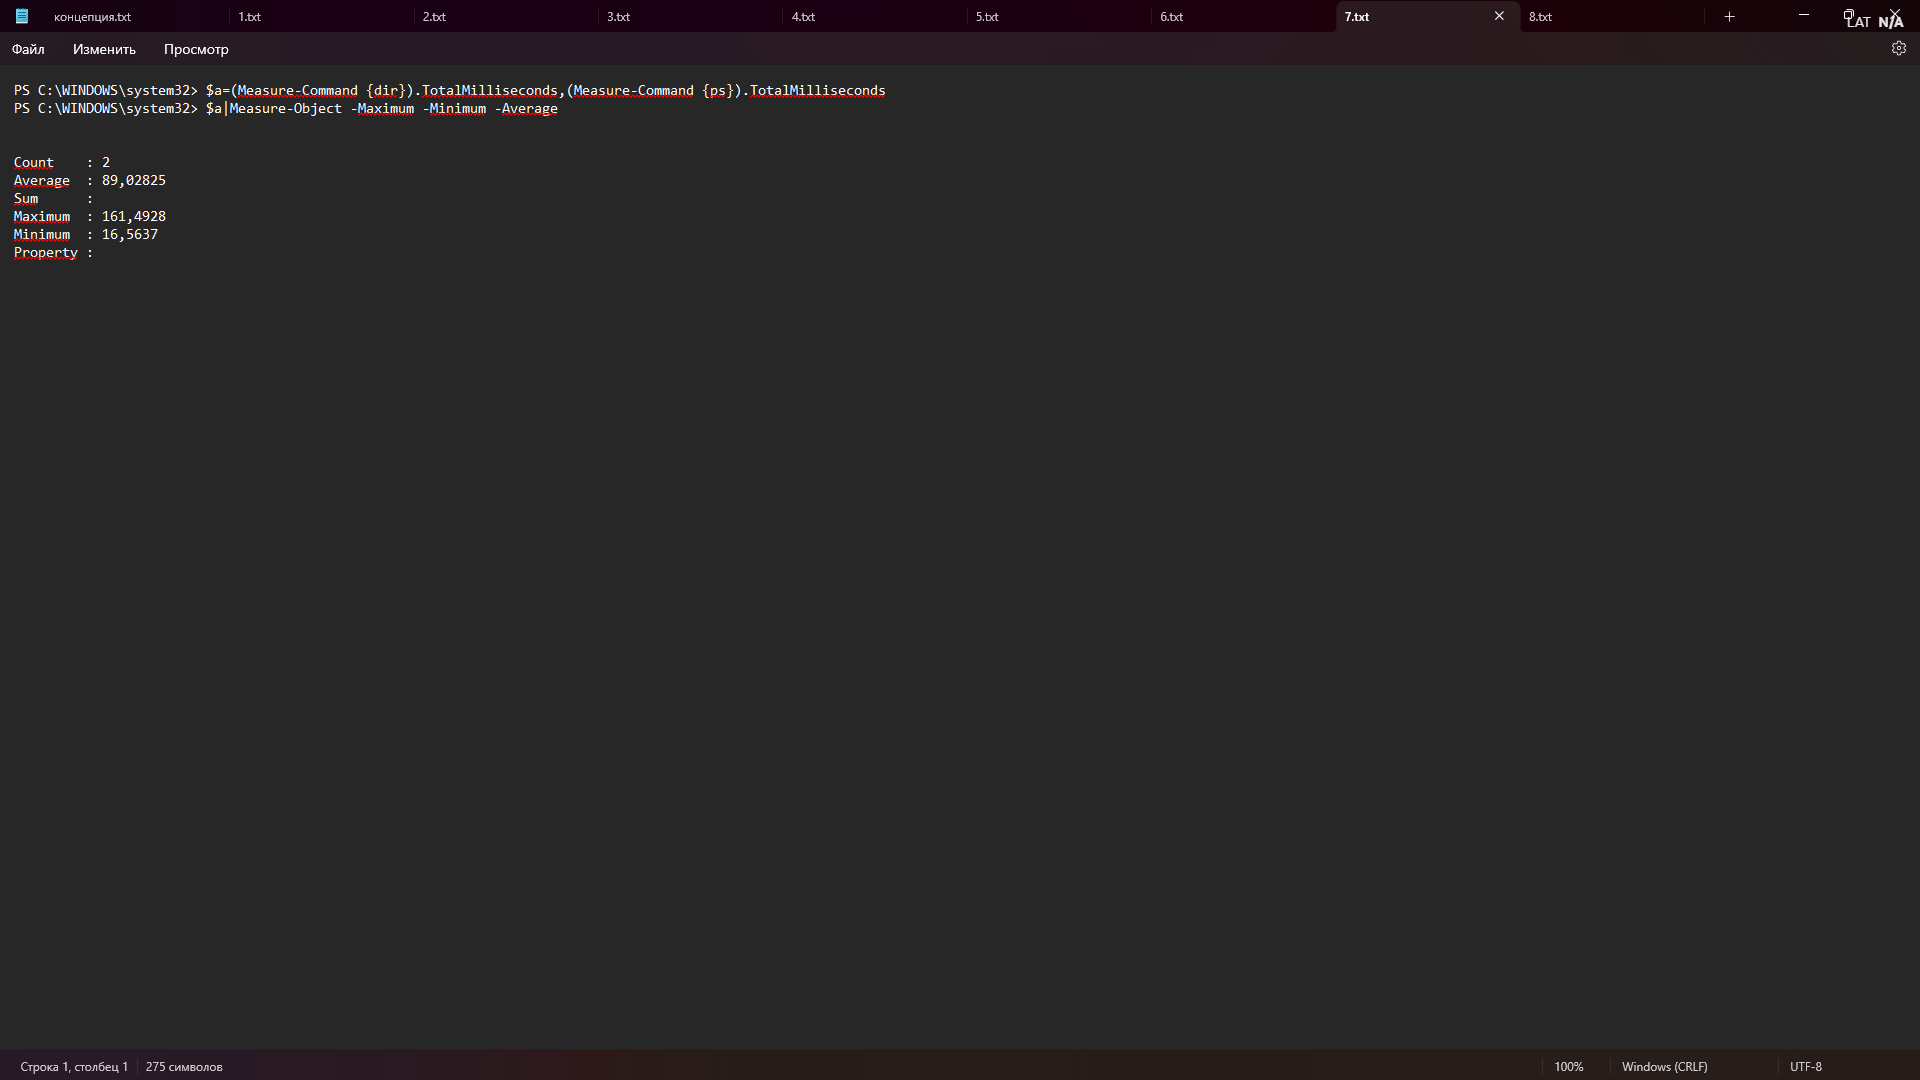 концепция.txt 1.txt 2.txt 3.txt 4.txt 5.txt 6.txt 7.txt 8.txt
LAT N/A
Файл Изменить Просмотр
PS C:\WINDOWS\system32> $a=(Measure-Command {dir}).TotalMilliseconds,(Measure-Command {ps}).TotalMilliseconds
PS C:\WINDOWS\system32> $a|Measure-Object -Maximum -Minimum -Average
Count    : 2
Average  : 89,02825
Sum      :
Maximum  : 161,4928
Minimum  : 16,5637
Property :
Строка 1, столбец 1 275 символов 100% Windows (CRLF) UTF-8